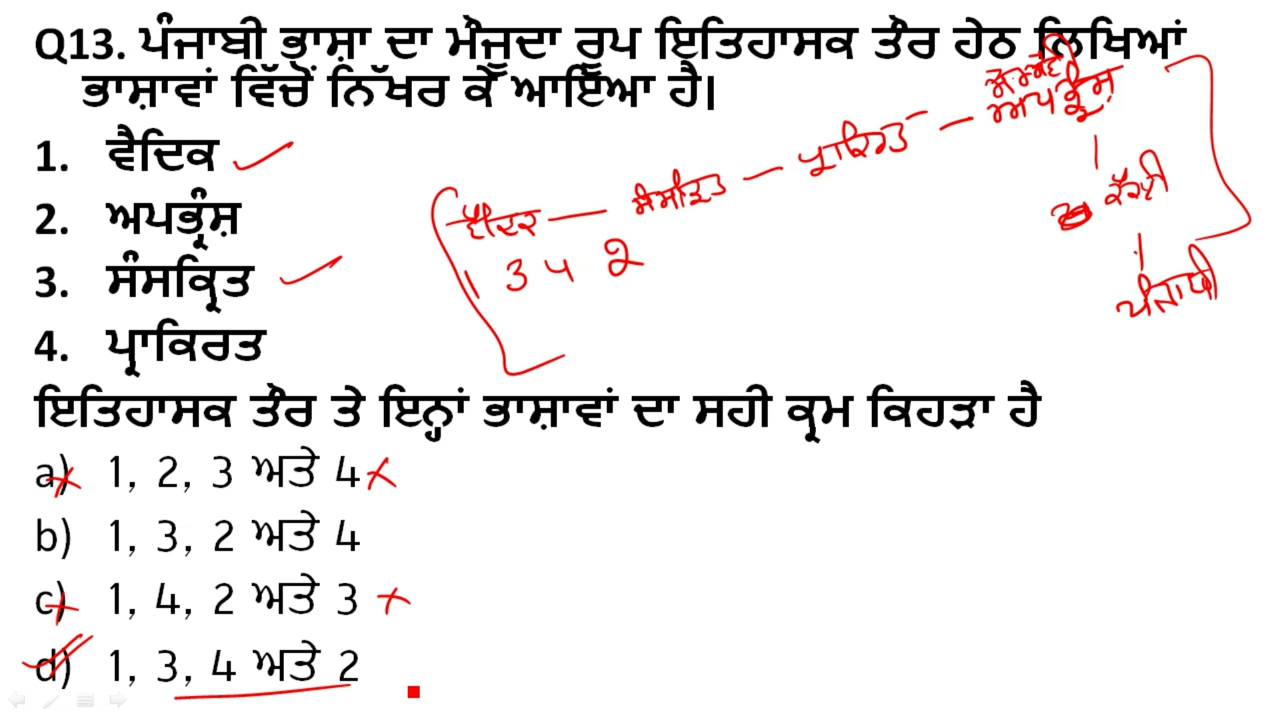 Q13. ਪੰਜਾਬੀ ਭਾਸ਼ਾ ਦਾ ਮੌਜੂਦਾ ਰੂਪ ਇਤਿਹਾਸਕ ਤੌਰ ਹੇਠ ਲਿਖਿਆਂ
ਭਾਸ਼ਾਵਾਂ ਵਿੱਚੋਂ ਨਿੱਖਰ ਕੇ ਆਇਆ ਹੈ।
1. ਵੈਦਿਕ
2. ਅਪਭ੍ਰੰਸ਼
3. ਸੰਸਕ੍ਰਿਤ
4. ਪ੍ਰਾਕਿਰਤ
ਵੈਦਿਕ — — ਪ੍ਰਾਕਿਰਤ —
1 3 4 2
ਪੰਜਾਬੀ
ਇਤਿਹਾਸਕ ਤੌਰ ਤੇ ਇਨ੍ਹਾਂ ਭਾਸ਼ਾਵਾਂ ਦਾ ਸਹੀ ਕ੍ਰਮ ਕਿਹੜਾ ਹੈ
a) 1, 2, 3 ਅਤੇ 4
b) 1, 3, 2 ਅਤੇ 4
c) 1, 4, 2 ਅਤੇ 3
d) 1, 3, 4 ਅਤੇ 2